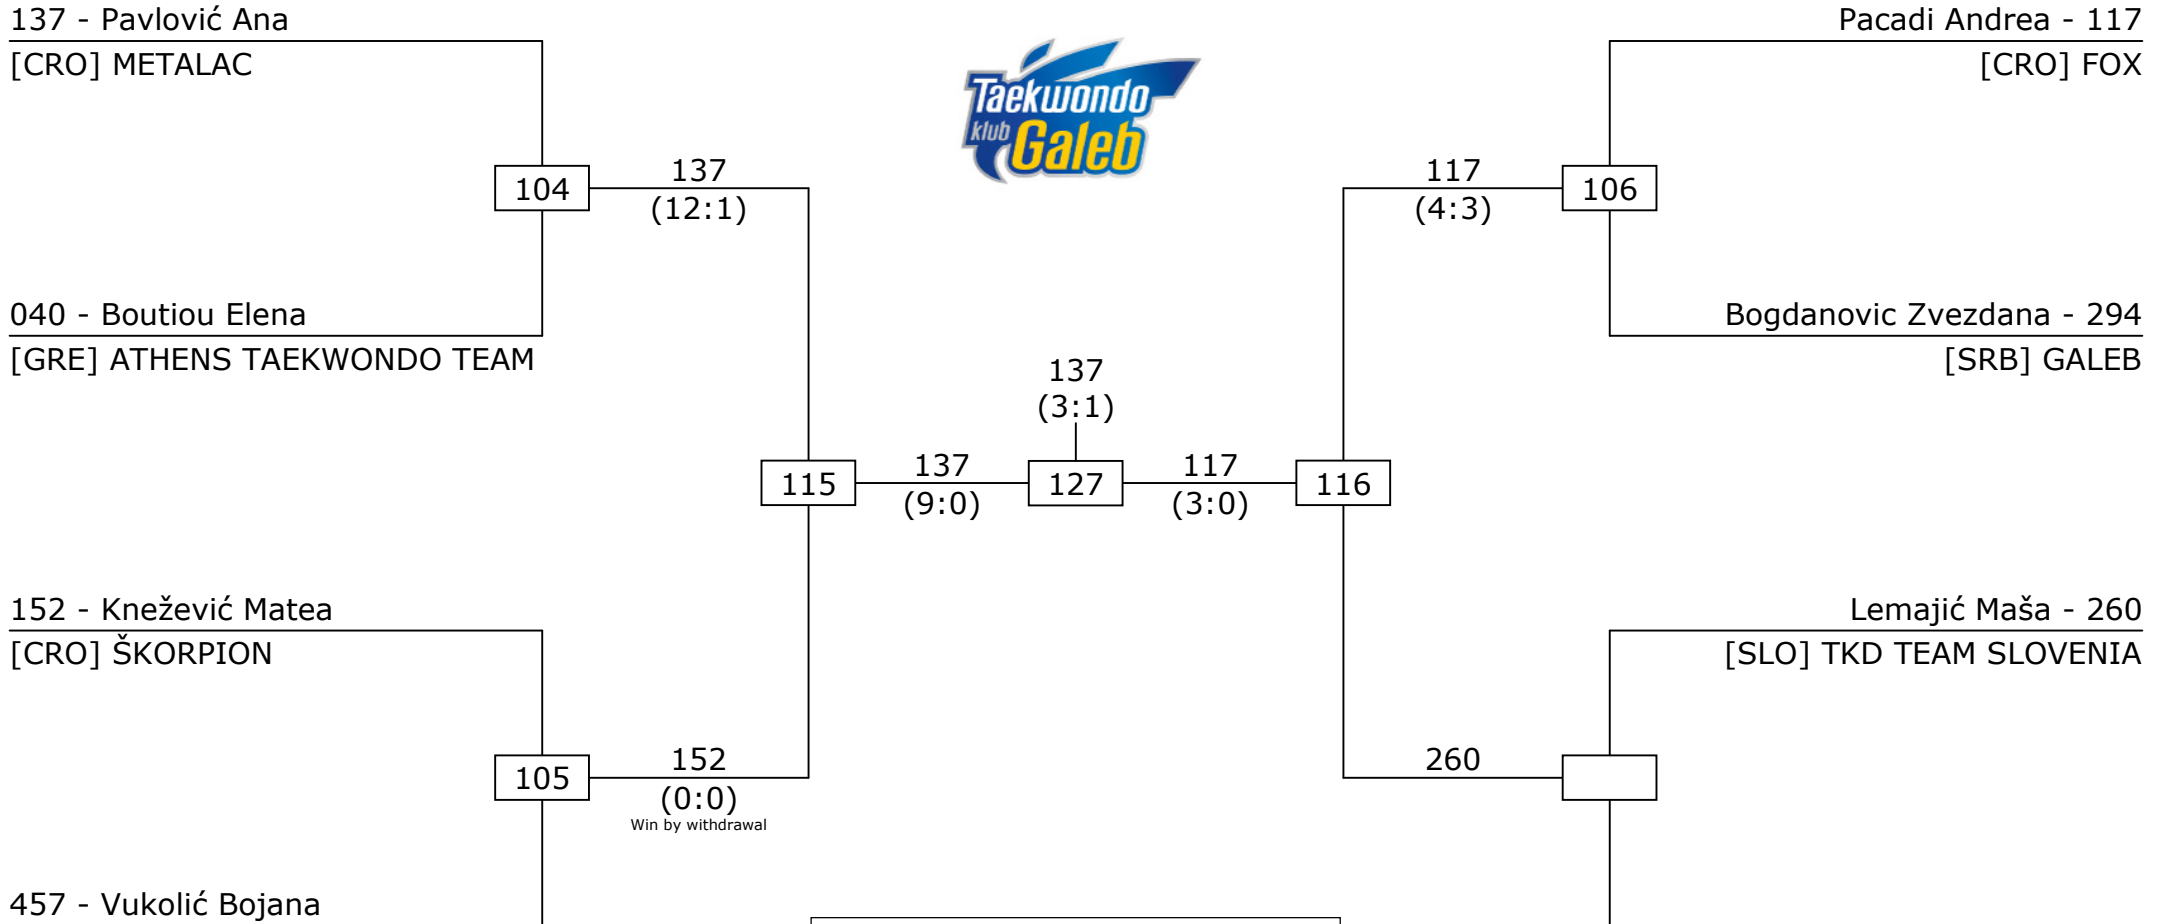 137 - Pavlović Ana
[CRO] METALAC
Pacadi Andrea - 117
[CRO] FOX
Taekwondo
klub Galeb
104
137
(12:1)
117
(4:3)
106
040 - Boutiou Elena
[GRE] ATHENS TAEKWONDO TEAM
Bogdanovic Zvezdana - 294
[SRB] GALEB
137
(3:1)
115
137
(9:0)
127
117
(3:0)
116
152 - Knežević Matea
[CRO] ŠKORPION
Lemajić Maša - 260
[SLO] TKD TEAM SLOVENIA
105
152
(0:0)
Win by withdrawal
260
457 - Vukolić Bojana